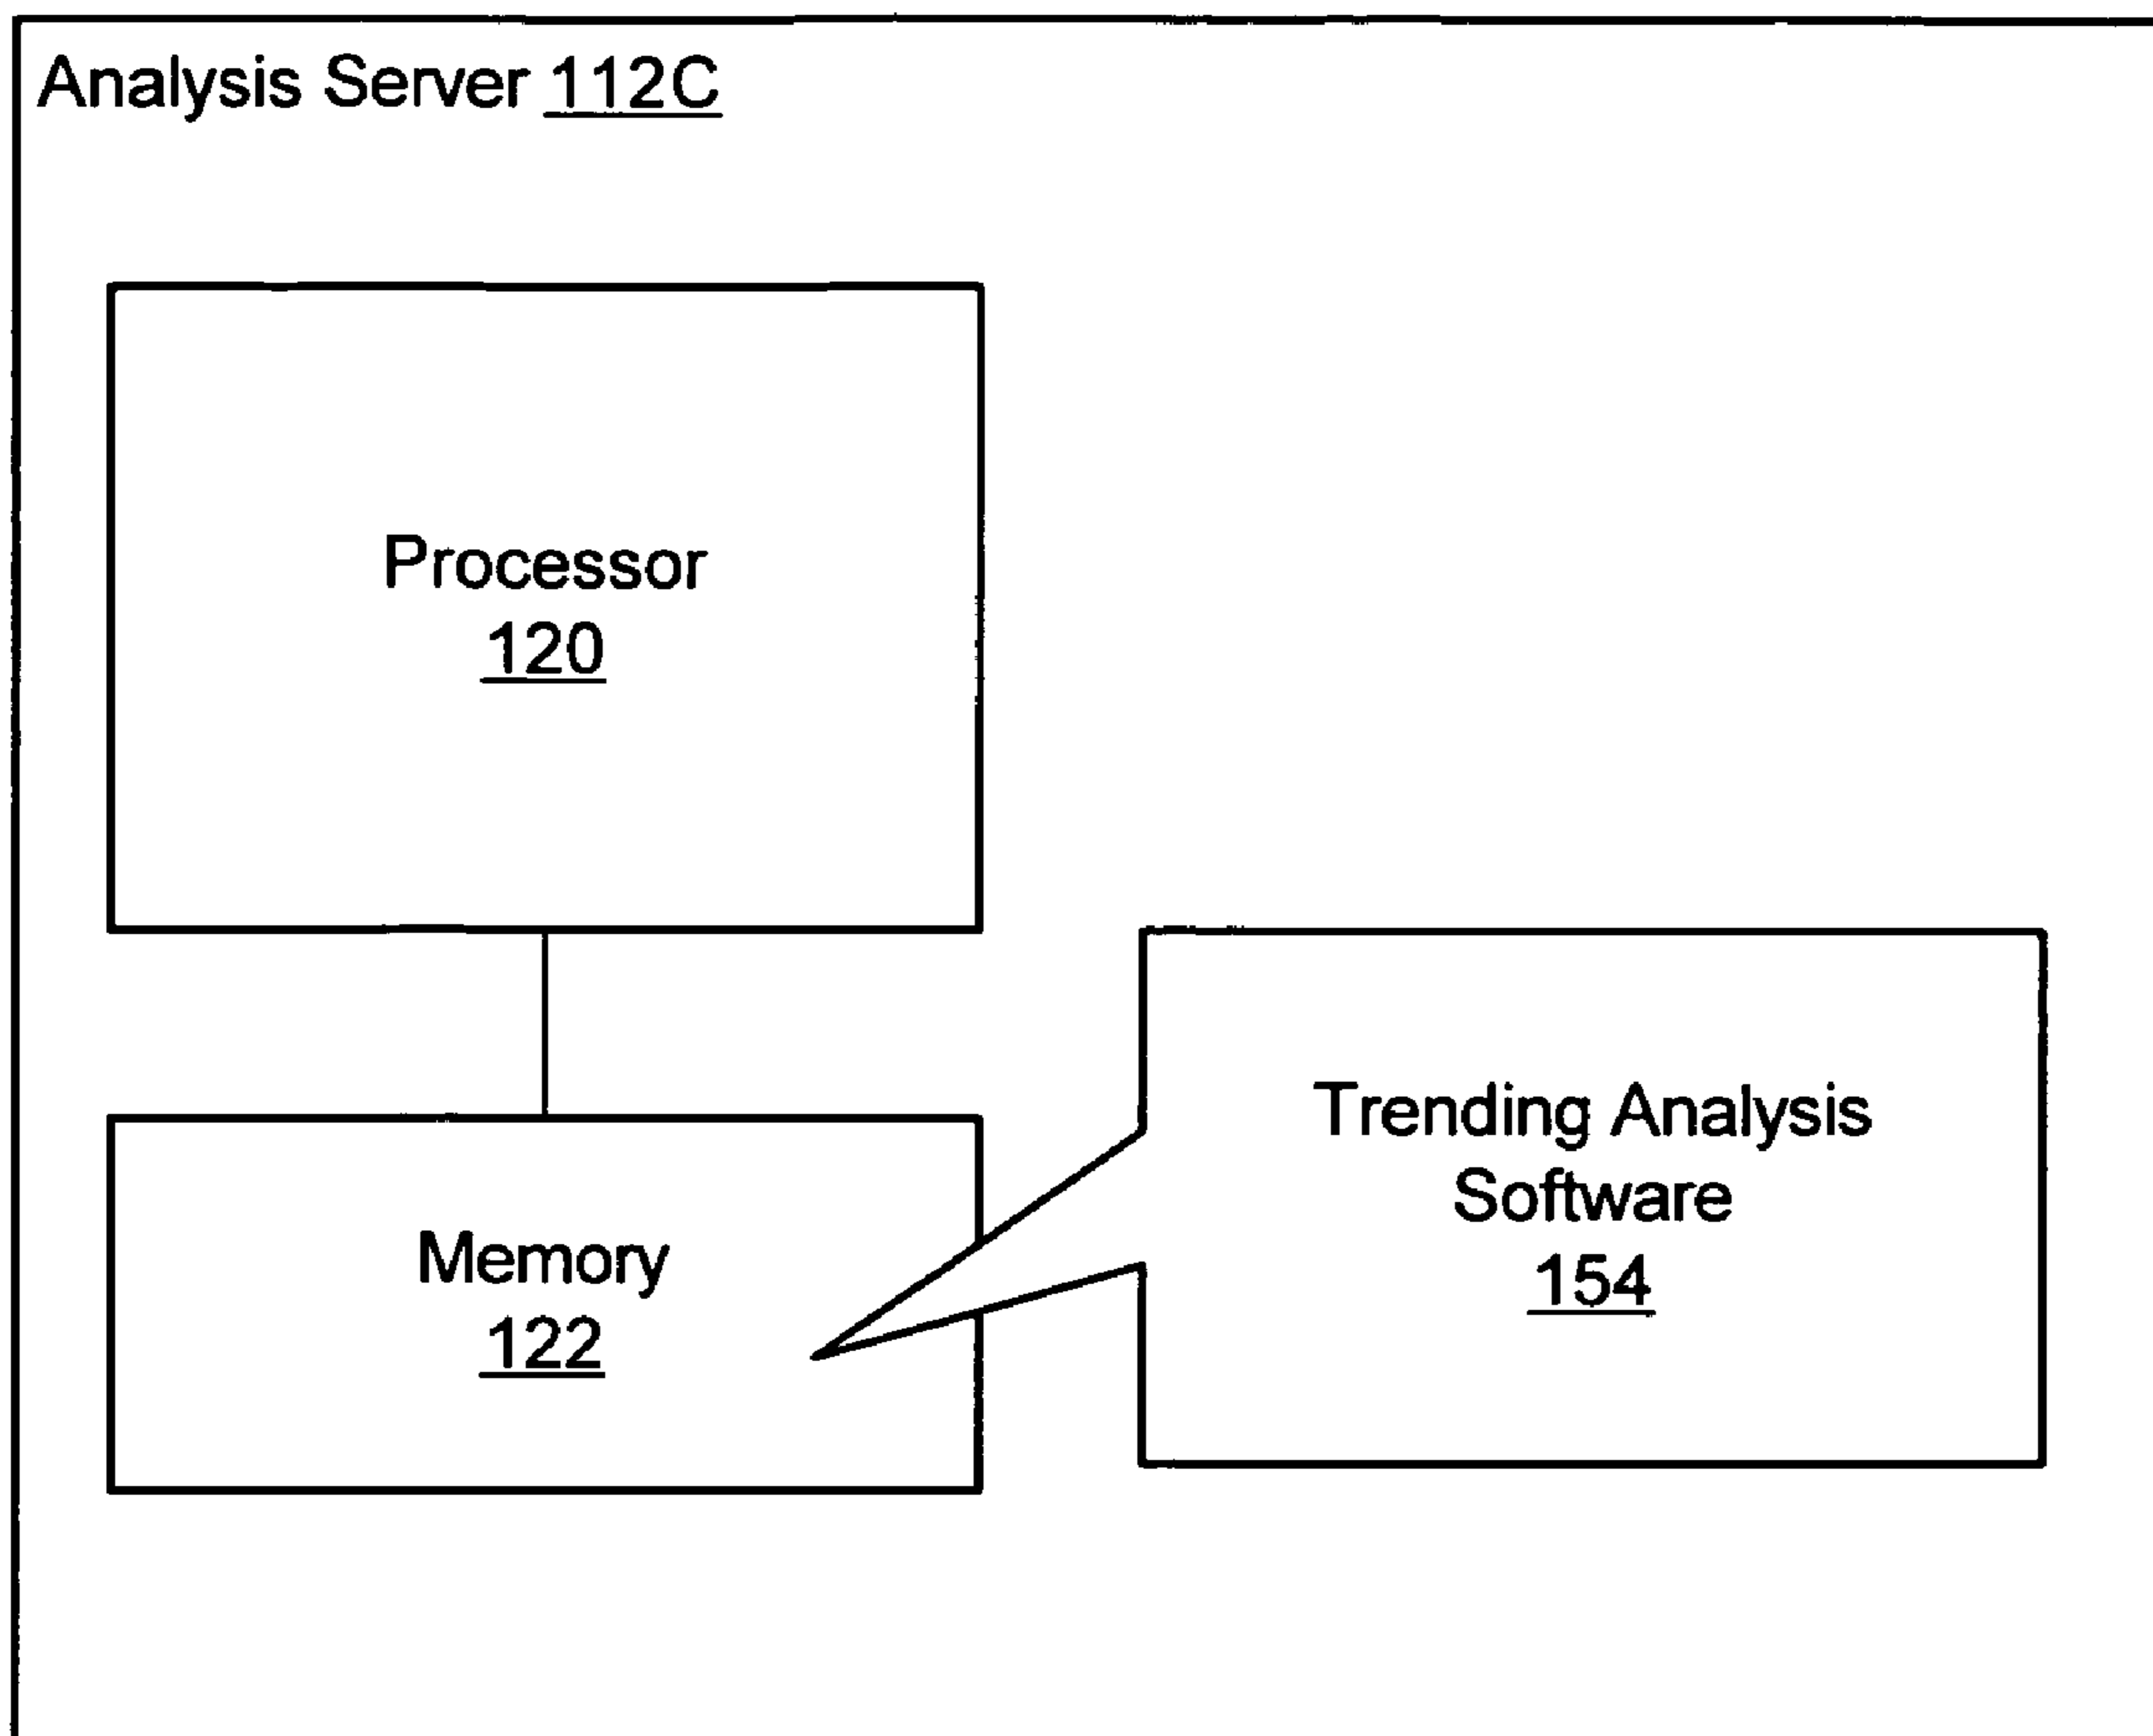 Analysis Server 112C
Processor
120
Trending Analysis
Software
154
Memory
122